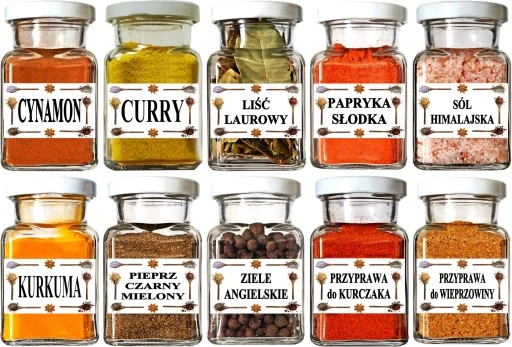 CYNAMON
CURRY
LIŚĆ
LAUROWY
PAPRYKA
SŁODKA
SÓL
HIMALAJSKA
KURKUMA
PIEPRZ
CZARNY
MIELONY
ZIELE
ANGIELSKIE
PRZYPRAWA
do KURCZAKA
PRZYPRAWA
do WIEPRZOWINY